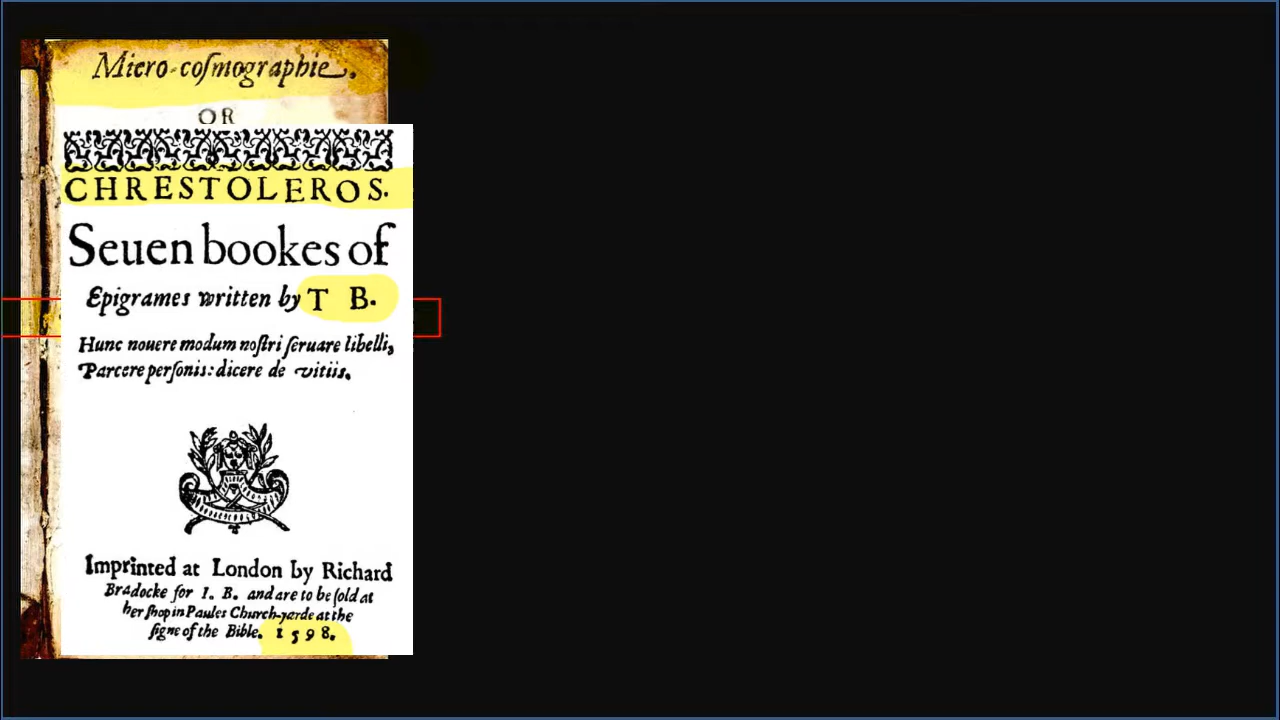 Micro-coſmographie.
OR
CHRESTOLEROS.
Seuen bookes of
Epigrames written by T B.
Hunc nouere modum noſtri ſeruare libelli,
Parcere perſonis: dicere de vitiis.
Imprinted at London by Richard
Bradocke for I. B. and are to be ſold at
her ſhop in Paules Church-yarde at the
ſigne of the Bible. 1598.